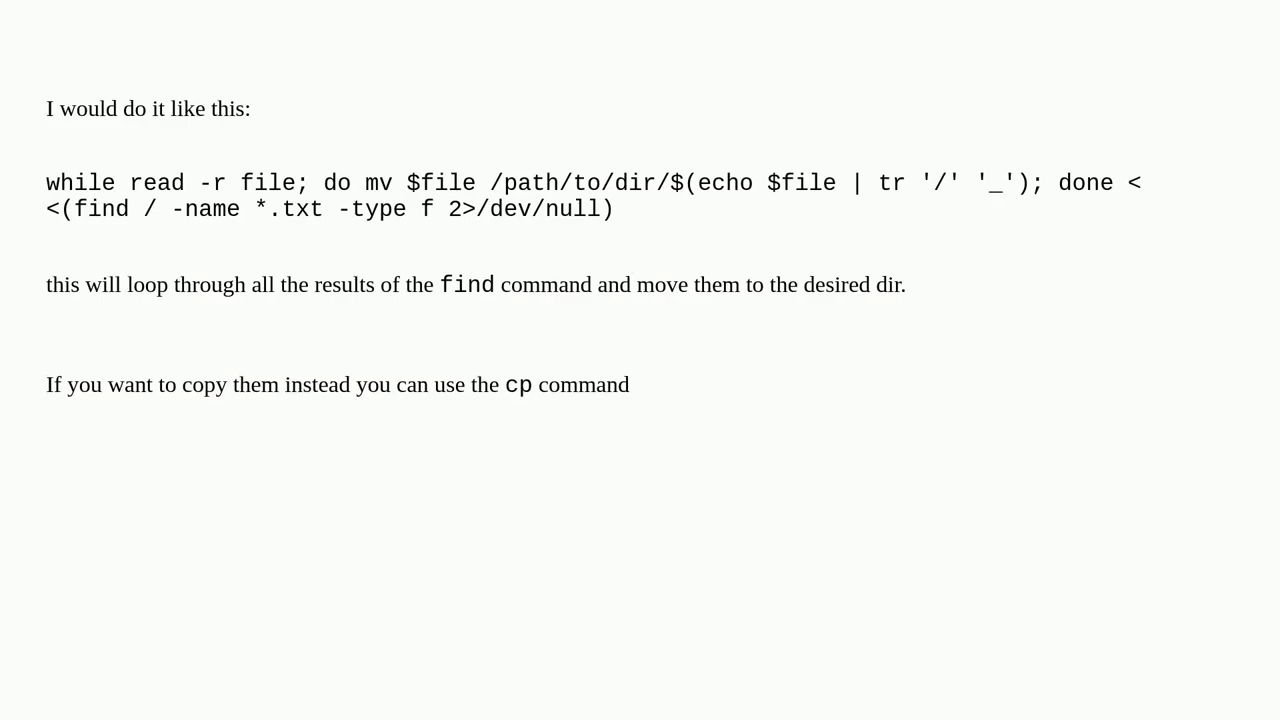 I would do it like this:
while read -r file; do mv $file /path/to/dir/$(echo $file | tr '/' '_'); done <
<(find / -name *.txt -type f 2>/dev/null)
this will loop through all the results of the find command and move them to the desired dir.
If you want to copy them instead you can use the cp command